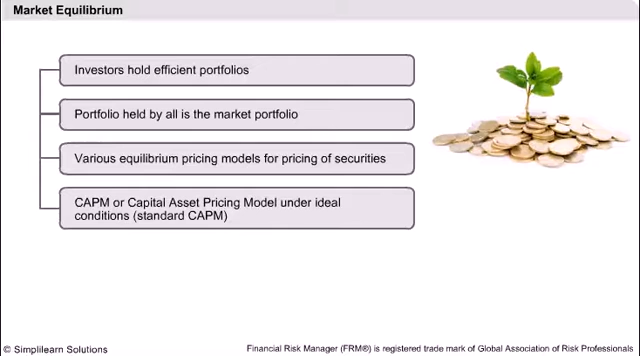 Market Equilibrium
Investors hold efficient portfolios
Portfolio held by all is the market portfolio
Various equilibrium pricing models for pricing of securities
CAPM or Capital Asset Pricing Model under ideal
conditions (standard CAPM)
© Simplilearn Solutions
Financial Risk Manager (FRM®) is registered trade mark of Global Association of Risk Professionals